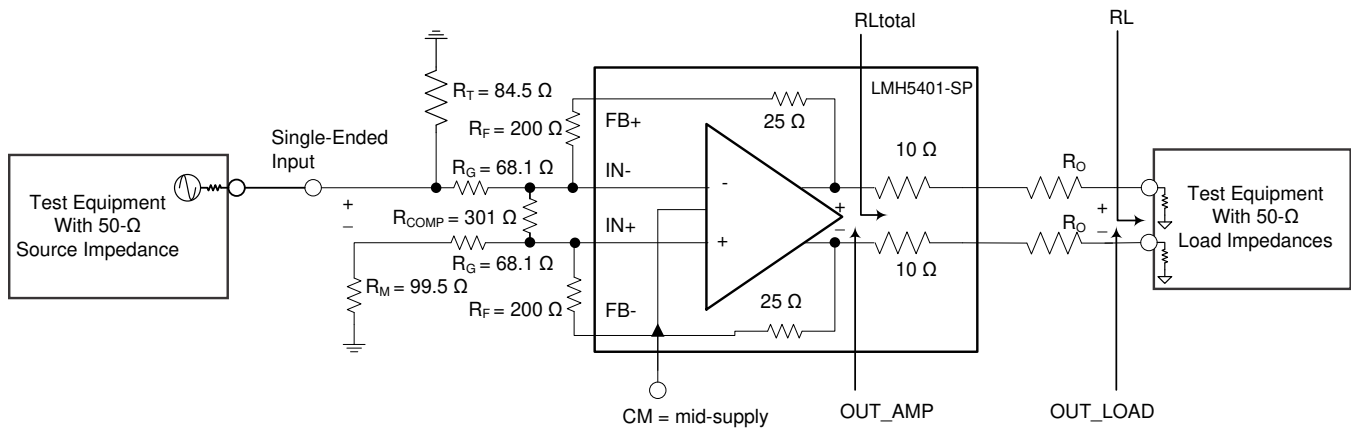 RLtotal
RL
LMH5401-SP
R_T = 84.5 Ω
25 Ω
FB+
R_F = 200 Ω
10 Ω
Single-Ended
Input
R_G = 68.1 Ω
IN-
R_O
Test Equipment
With 50-Ω
Source Impedance
+
−
R_COMP = 301 Ω
IN+
-
+
+
−
R_O
+
−
Test Equipment
With 50-Ω
Load Impedances
R_G = 68.1 Ω
10 Ω
R_M = 99.5 Ω
R_F = 200 Ω
FB-
25 Ω
CM = mid-supply
OUT_AMP
OUT_LOAD